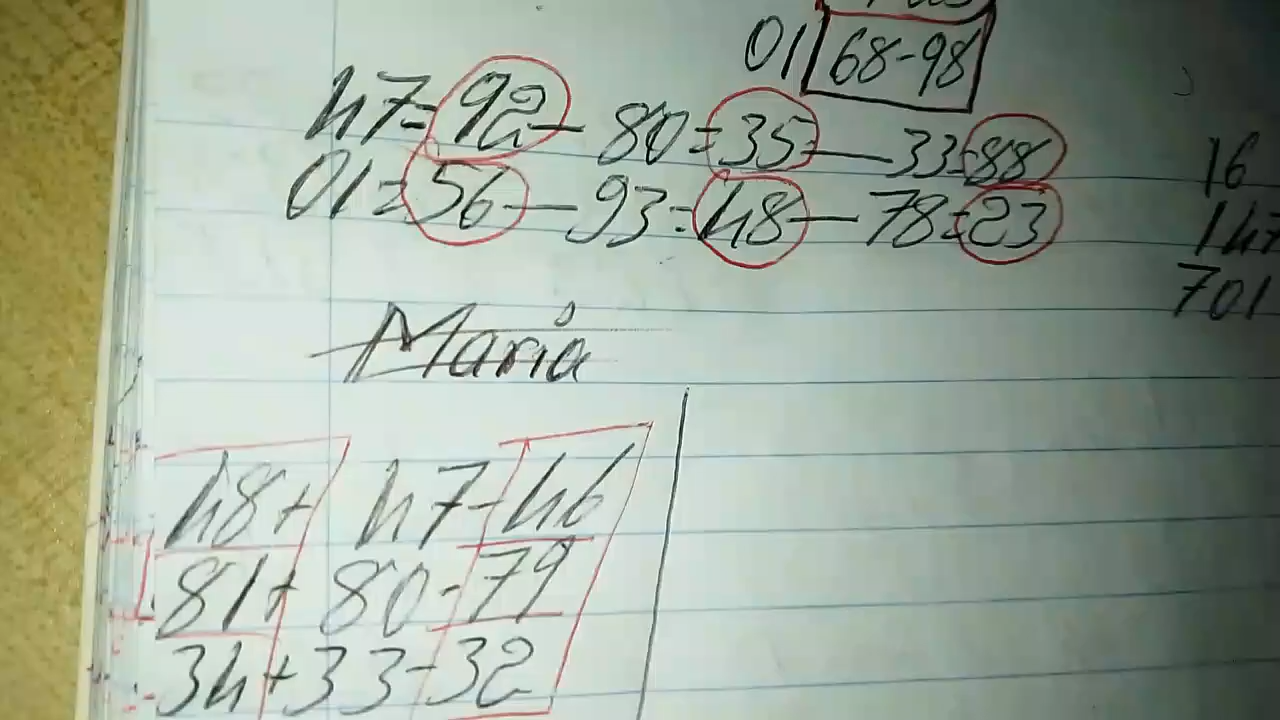 01 68-98
47=92— 80=35— 33=88
01=56— 93=48— 78=23
16
147
701
Maria
48+ 47-46
81+ 80-79
34+33-32